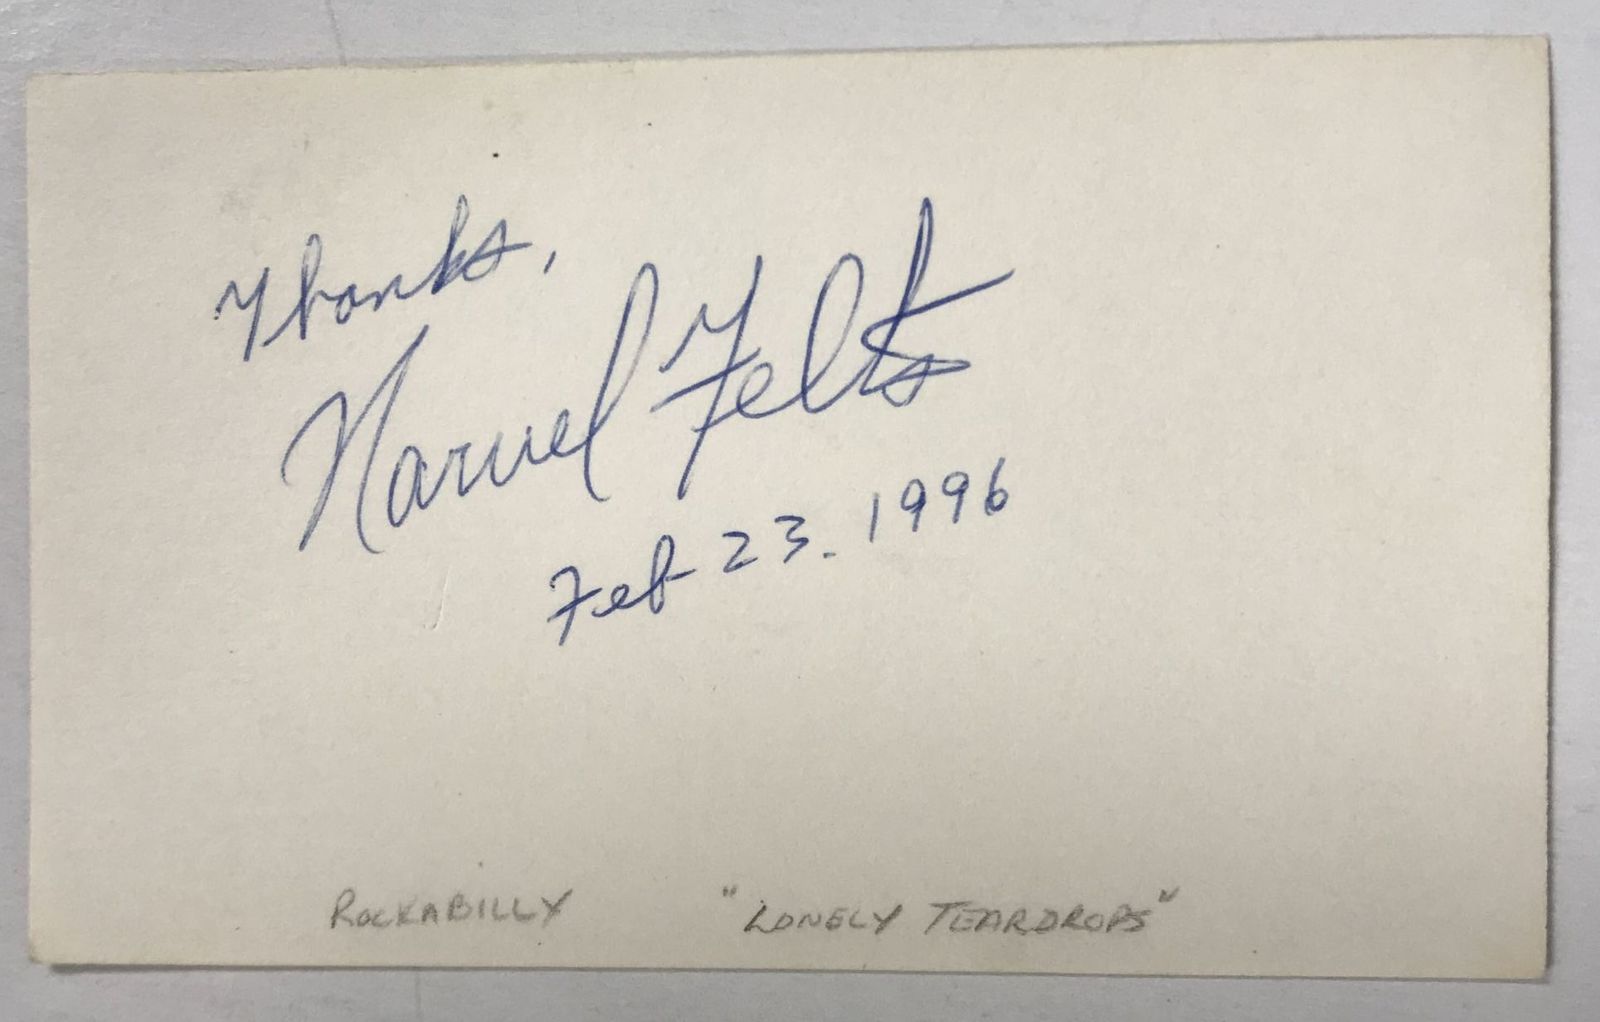 Thanks,
Narvel Felts
Feb 23. 1996
ROCKABILLY "LONELY TEARDROPS"